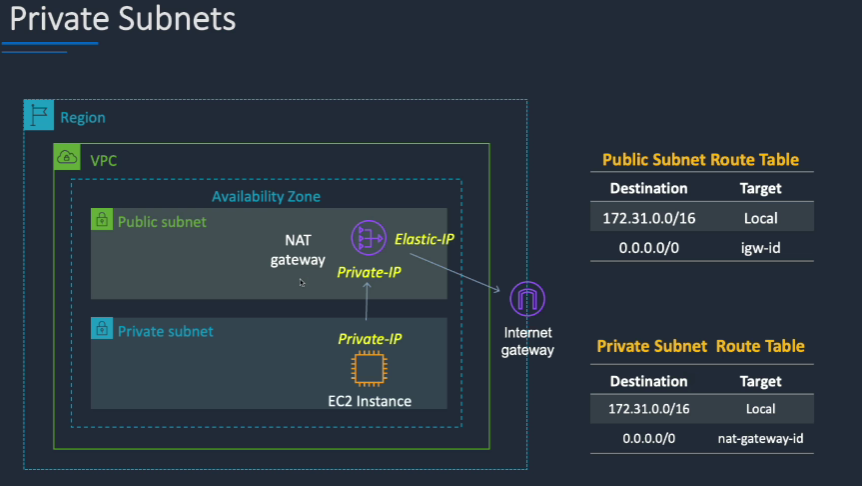 Private Subnets
Region
VPC
Availability Zone
Public subnet
NAT
gateway
Elastic-IP
Private-IP
Private subnet
Private-IP
EC2 Instance
Internet
gateway
Public Subnet Route Table
Destination Target
172.31.0.0/16 Local
0.0.0.0/0 igw-id
Private Subnet Route Table
Destination Target
172.31.0.0/16 Local
0.0.0.0/0 nat-gateway-id